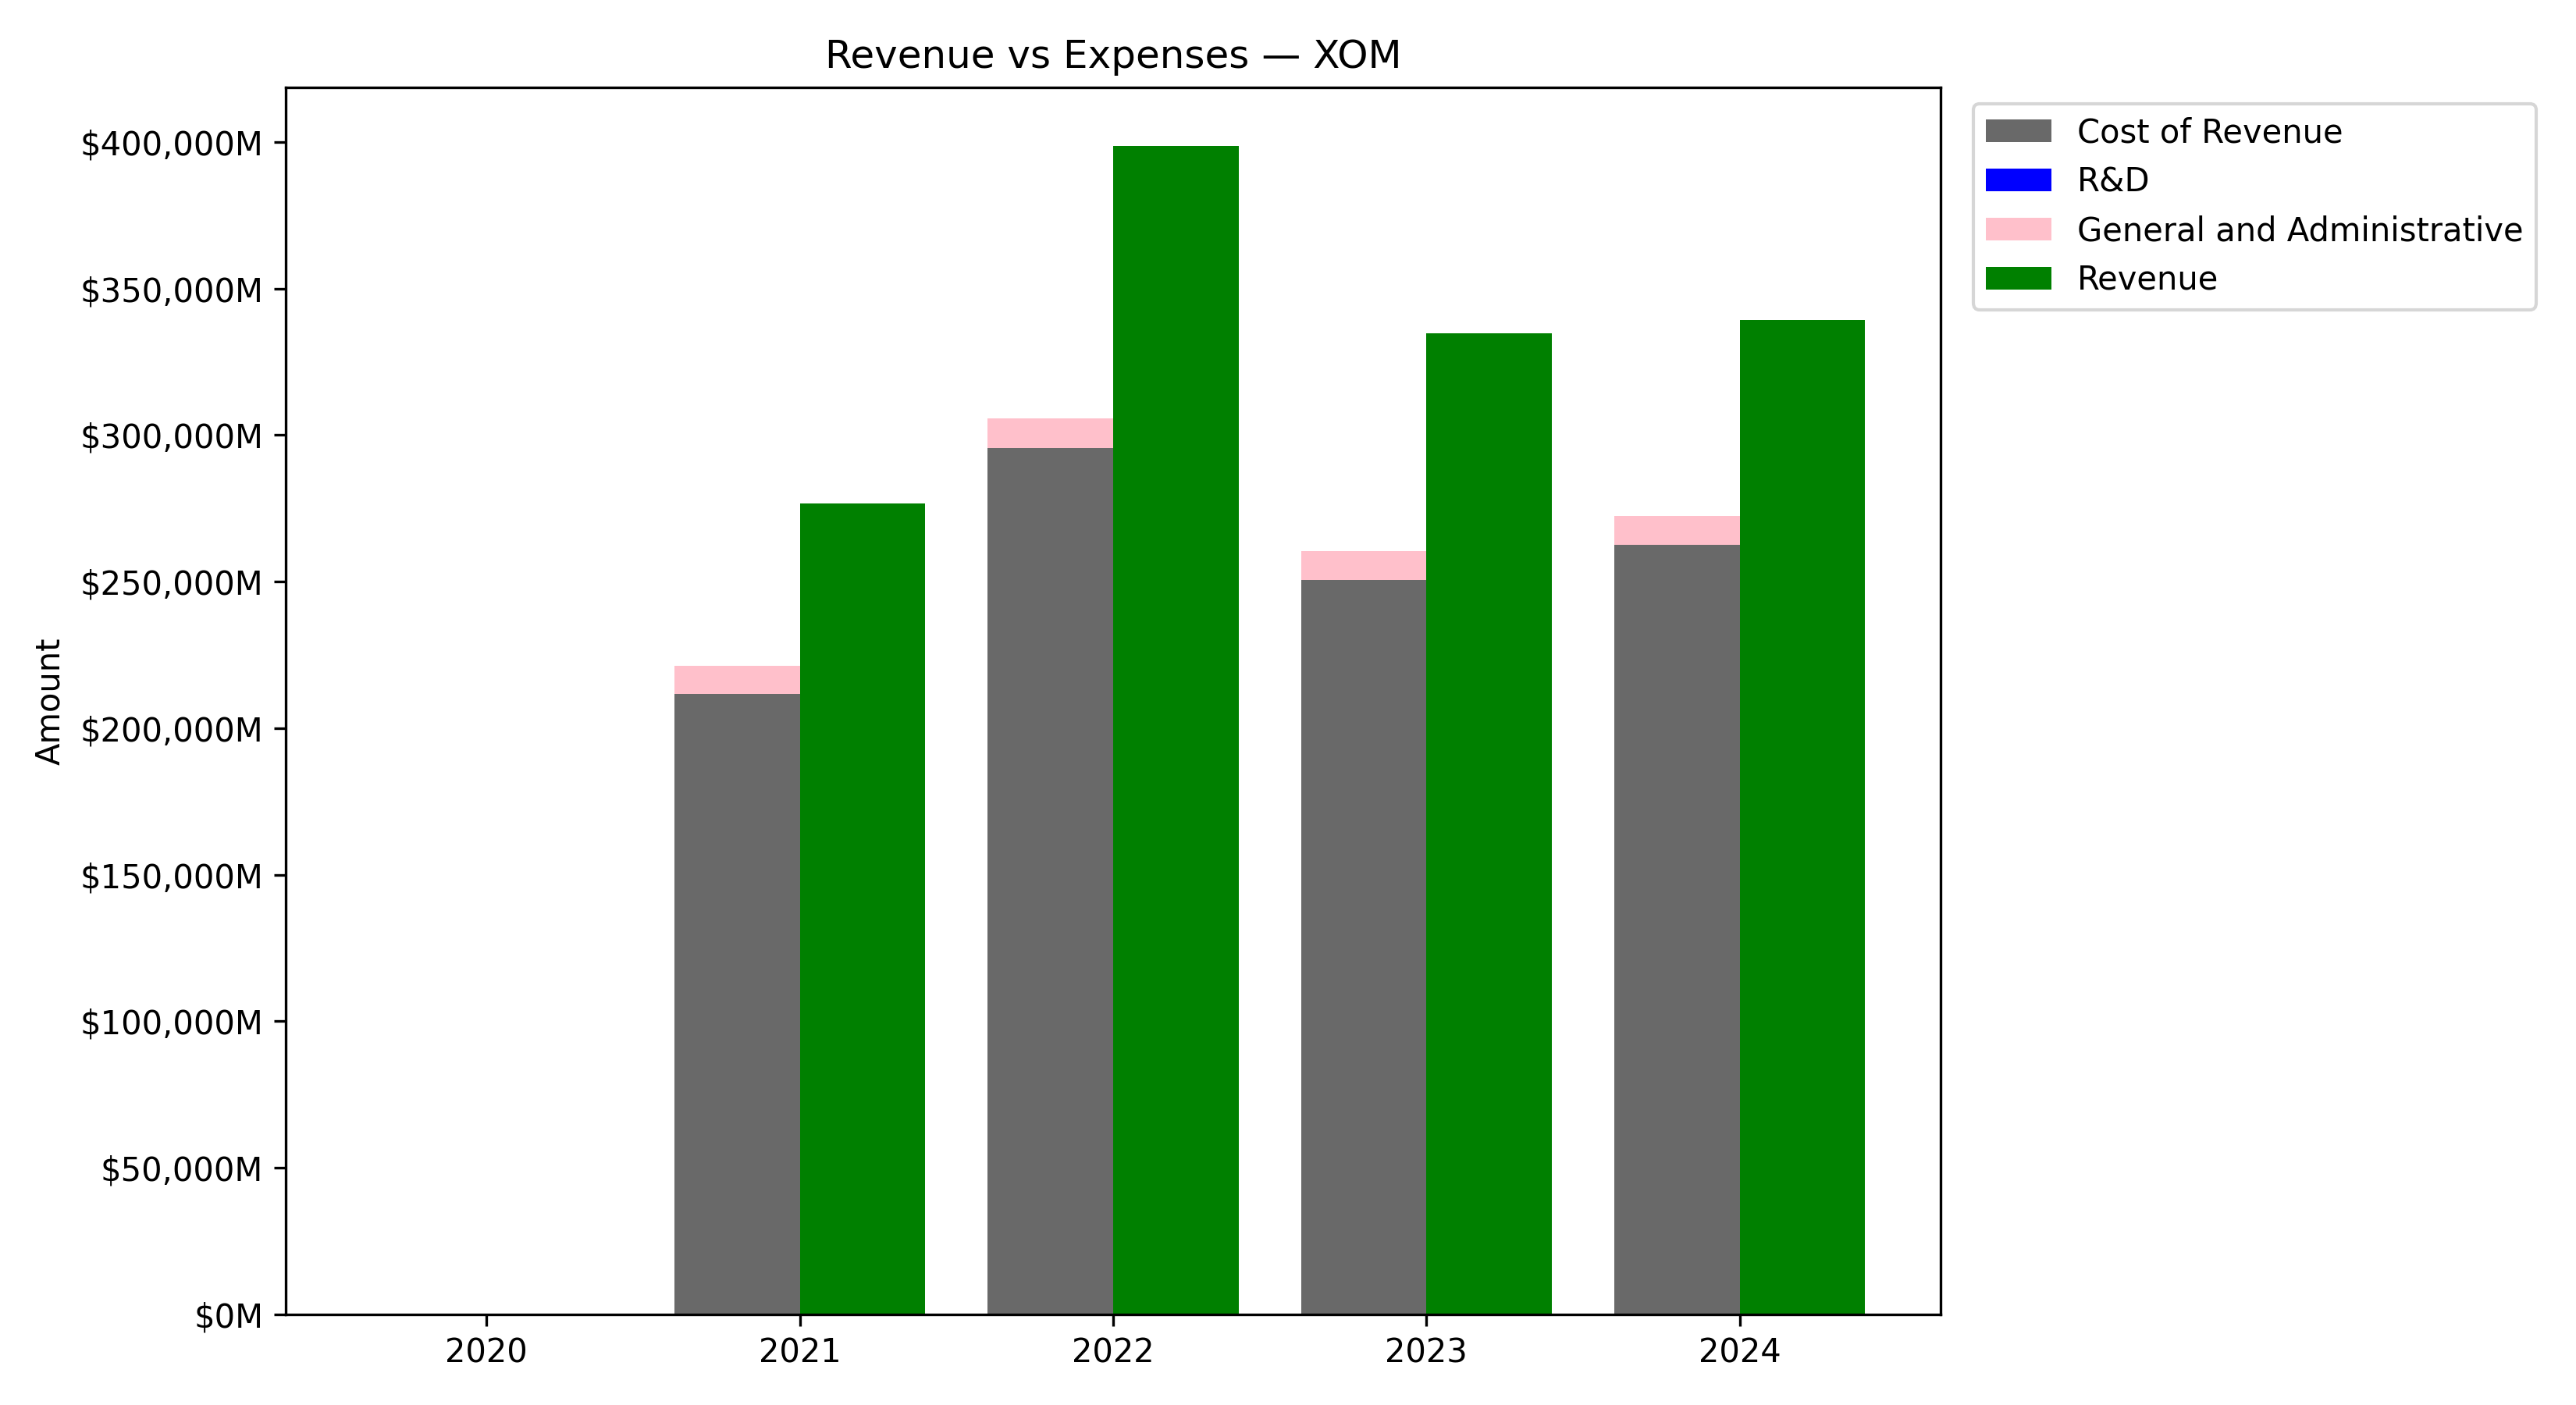 Revenue vs Expenses — XOM
Amount
$400,000M
$350,000M
$300,000M
$250,000M
$200,000M
$150,000M
$100,000M
$50,000M
$0M
2020
2021
2022
2023
2024
Cost of Revenue
R&D
General and Administrative
Revenue